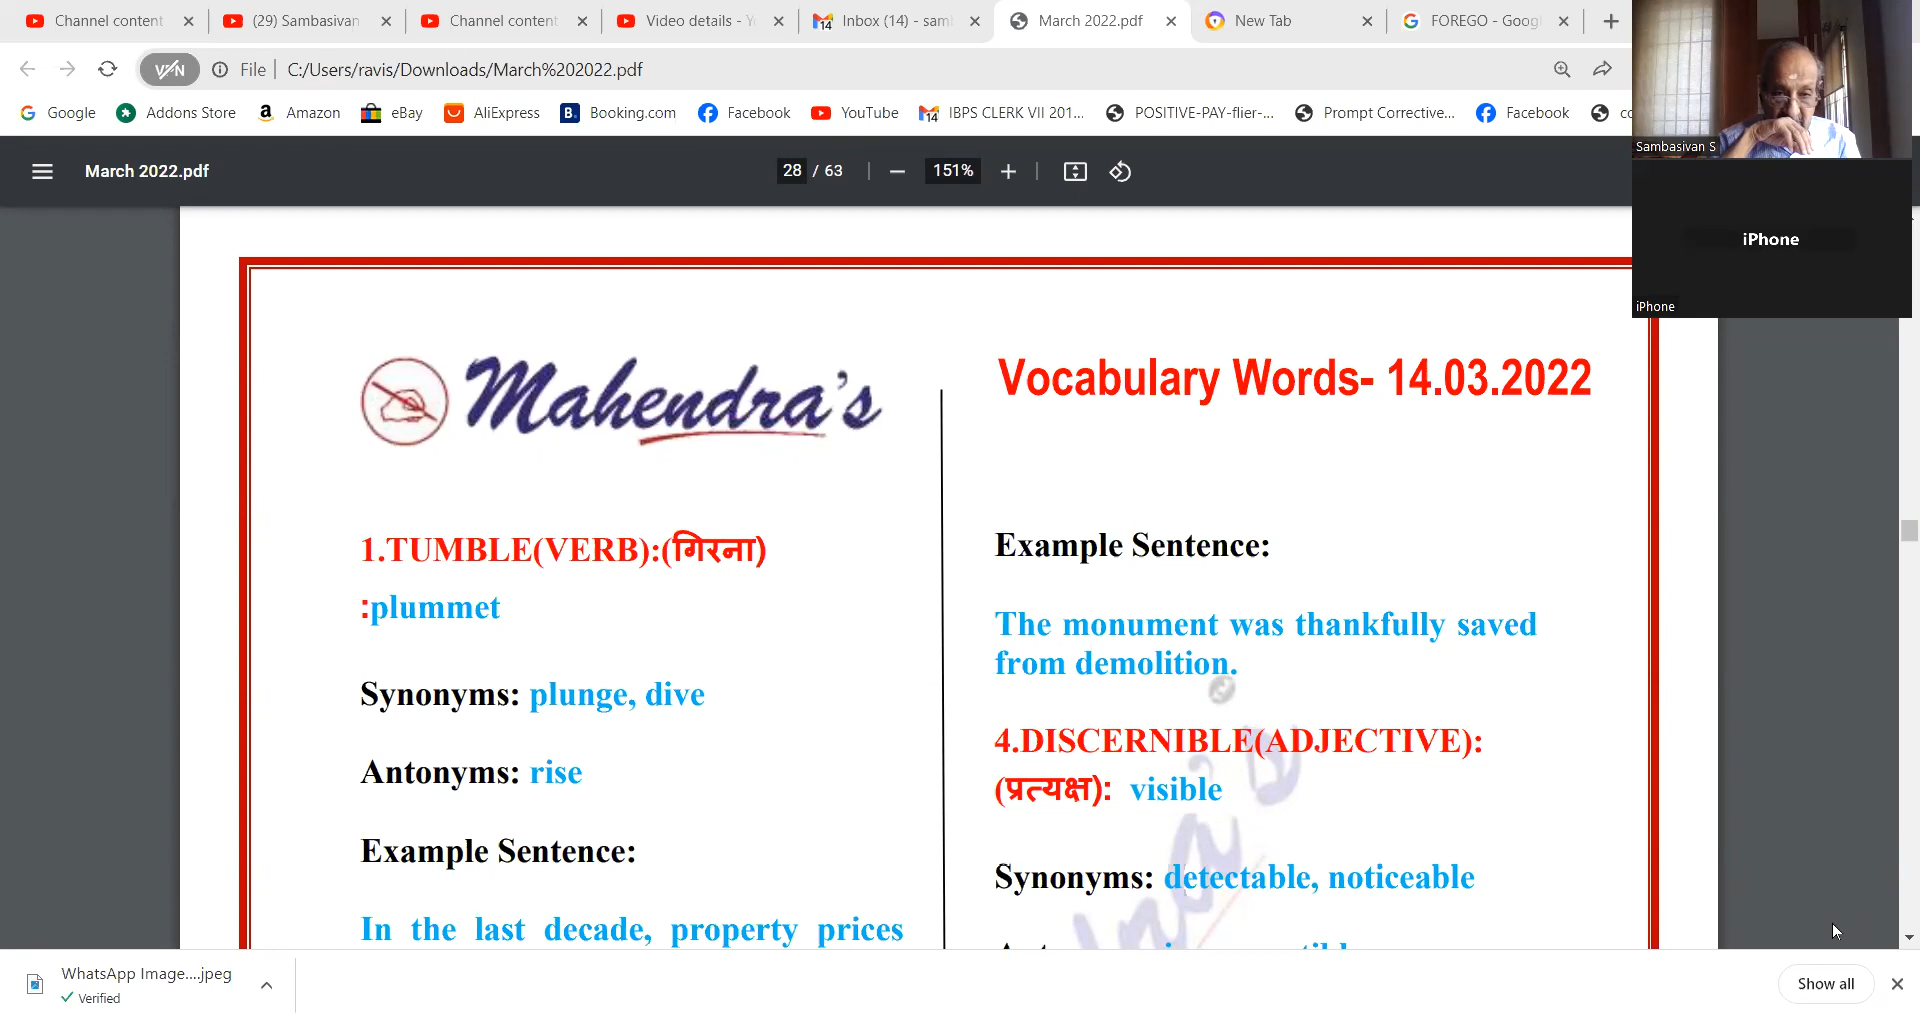 Channel content
(29) Sambasivan
Channel content
Video details - Y
Inbox (14) - sam
March 2022.pdf
New Tab
FOREGO - Goog
VPN
File
C:/Users/ravis/Downloads/March%202022.pdf
Google
Addons Store
Amazon
eBay
AliExpress
Booking.com
Facebook
YouTube
IBPS CLERK VII 201...
POSITIVE-PAY-flier-...
Prompt Corrective...
Facebook
Sambasivan S
March 2022.pdf
28 / 63
151%
iPhone
iPhone
Mahendra's
Vocabulary Words- 14.03.2022
1.TUMBLE(VERB):(गिरना)
:plummet
Synonyms: plunge, dive
Antonyms: rise
Example Sentence:
In the last decade, property prices
Example Sentence:
The monument was thankfully saved
from demolition.
4.DISCERNIBLE(ADJECTIVE):
(प्रत्यक्ष): visible
Synonyms: detectable, noticeable
WhatsApp Image....jpeg
Verified
Show all